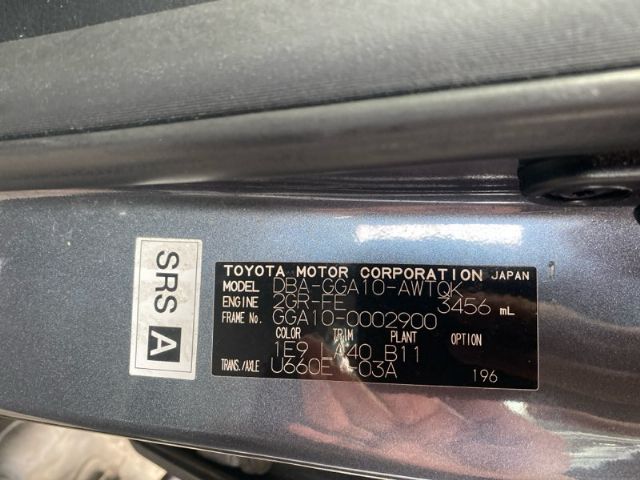 SRS A
TOYOTA MOTOR CORPORATION JAPAN
MODEL DBA-GGA10-AWTQK
ENGINE 2GR-FE 3456 mL
FRAME No. GGA10-0002900
COLOR TRIM PLANT OPTION
1E9 LA40 B11
TRANS./AXLE U660E -03A 196